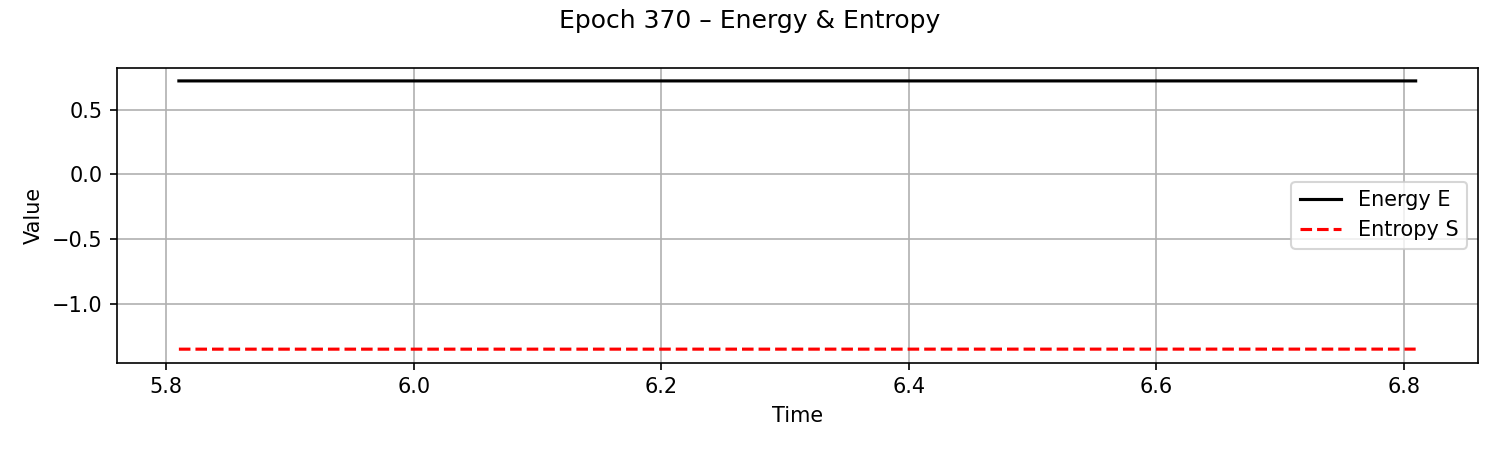 Epoch 370 – Energy & Entropy
0.5
0.0
−0.5
−1.0
Value
Energy E
Entropy S
5.8 6.0 6.2 6.4 6.6 6.8
Time